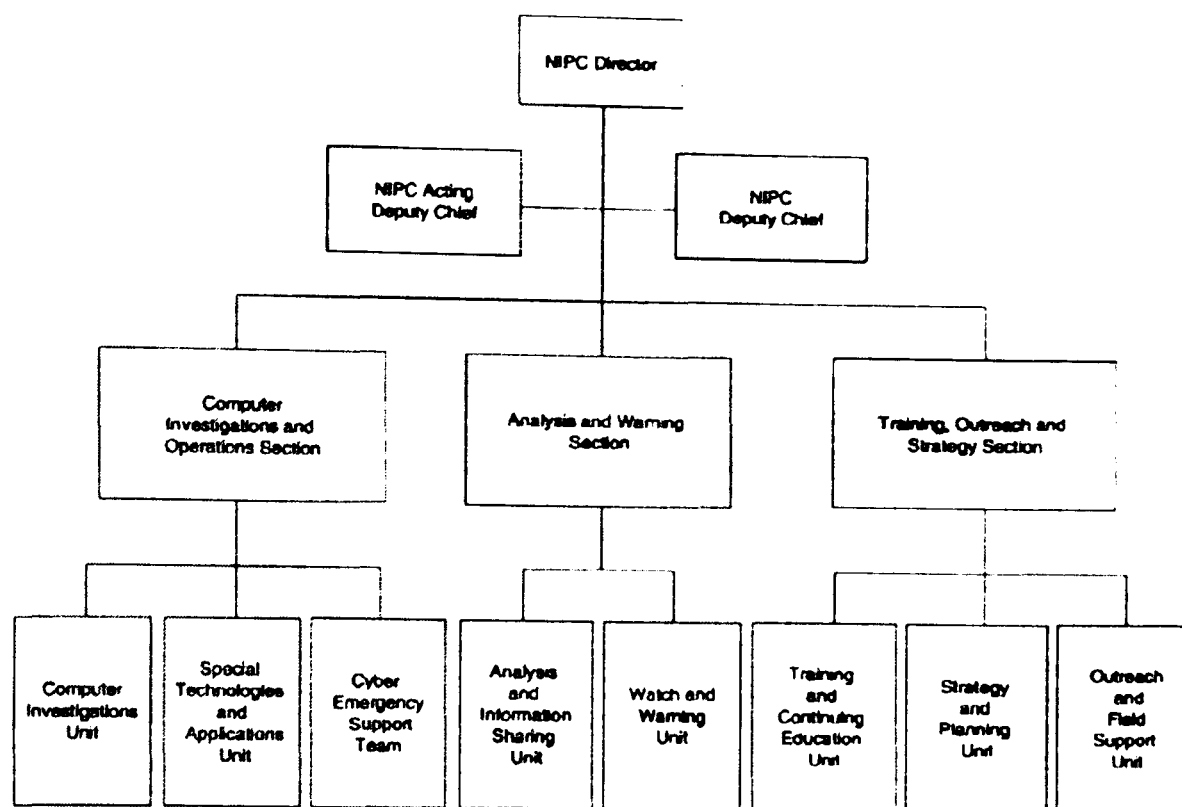 NIPC Director
NIPC Acting
Deputy Chief
NIPC
Deputy Chief
Computer
Investigations and
Operations Section
Analysis and Warning
Section
Training, Outreach and
Strategy Section
Computer
Investigations
Unit
Special
Technologies
and
Applications
Unit
Cyber
Emergency
Support
Team
Analysis
and
Information
Sharing
Unit
Watch and
Warning
Unit
Training
and
Continuing
Education
Unit
Strategy
and
Planning
Unit
Outreach
and
Field
Support
Unit